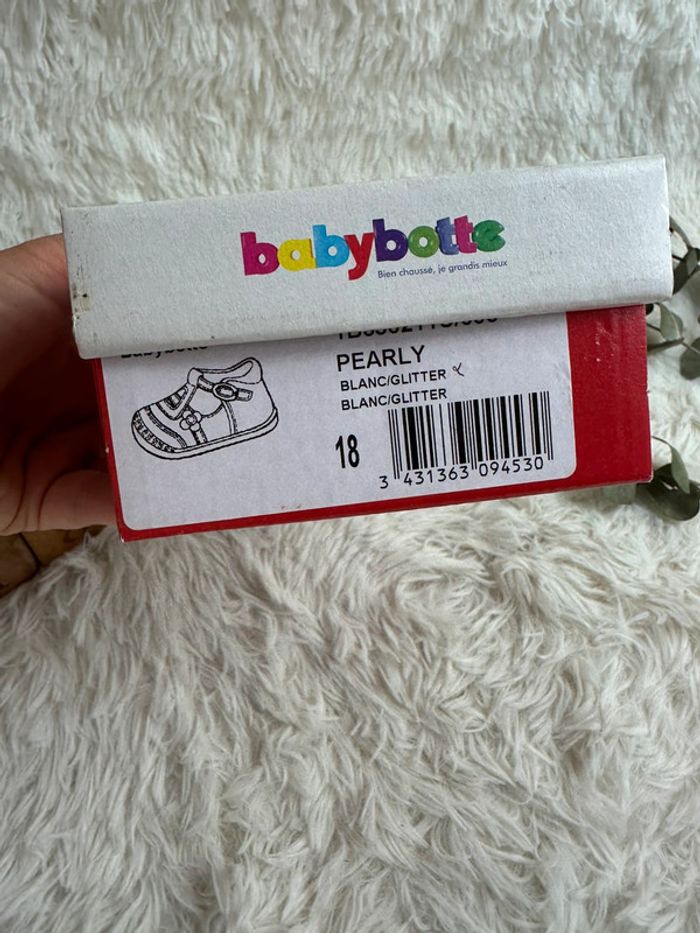 babybotte
Bien chaussé, je grandis mieux
PEARLY
BLANC/GLITTER
BLANC/GLITTER
18
3 431363 094530